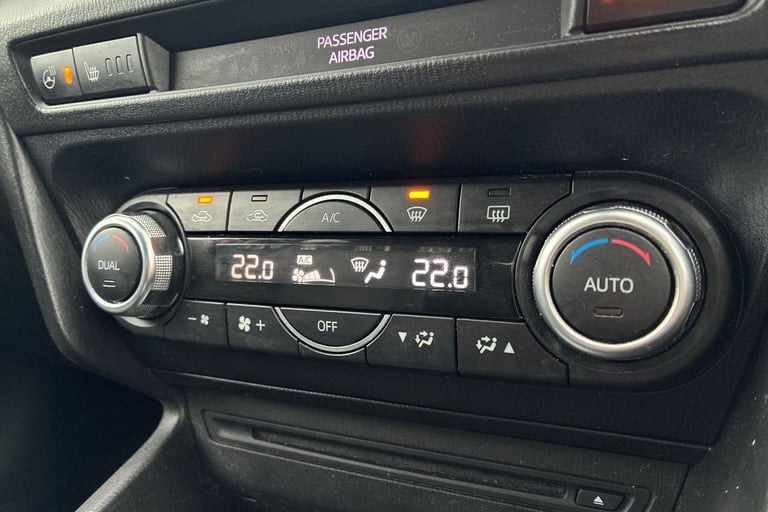 PASSENGER
AIRBAG
A/C
DUAL
22.0
A/C
22.0
AUTO
- +
OFF